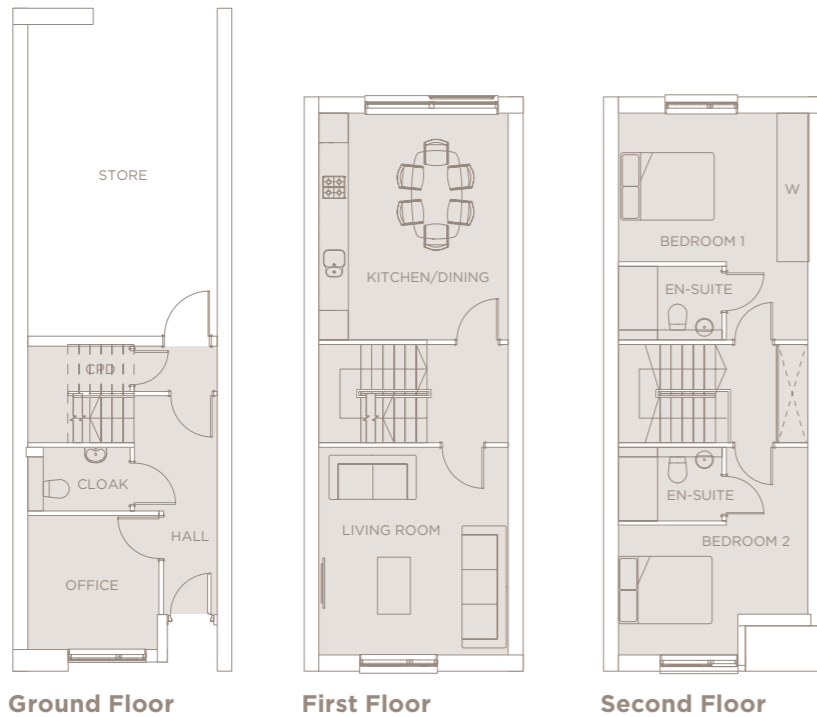 STORE
CPD
CLOAK
HALL
OFFICE
Ground Floor
KITCHEN/DINING
LIVING ROOM
First Floor
W
BEDROOM 1
EN-SUITE
EN-SUITE
BEDROOM 2
Second Floor